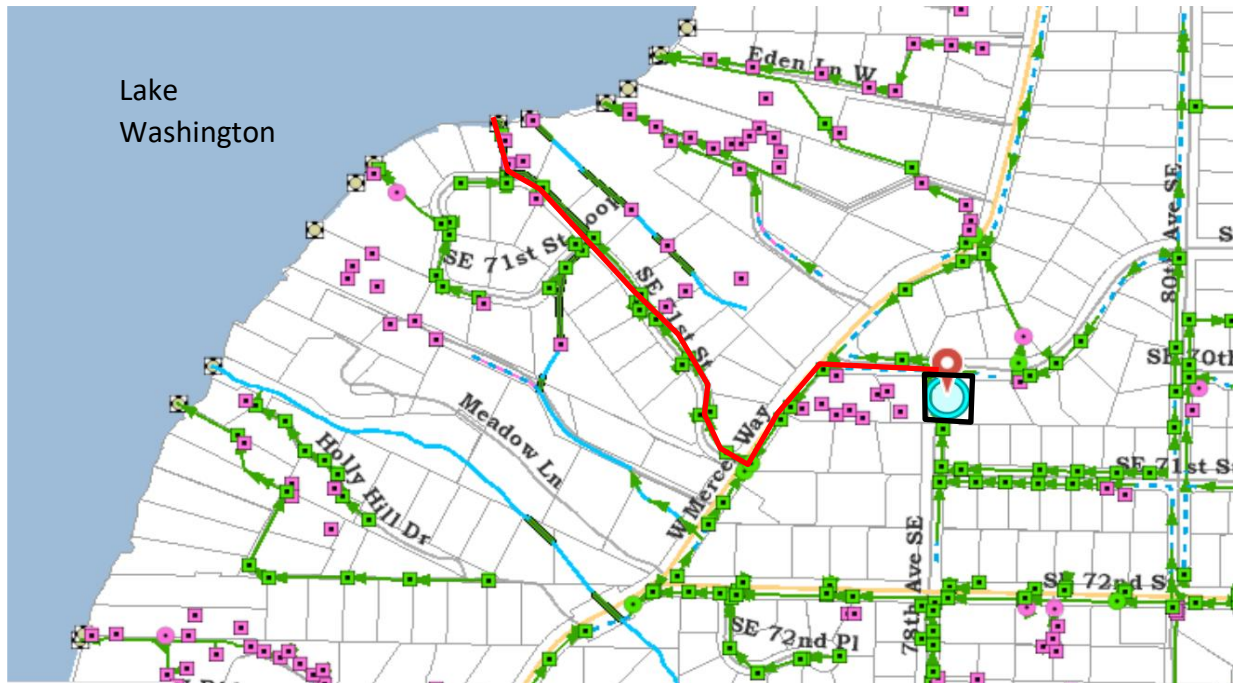 Lake
Washington
Eden Ln W
80th Ave SE
SE 71st St Loop
SE 71st St
SE 70th
W Mercer Way
Meadow Ln
Holly Hill Dr
SE 71st St
78th Ave SE
SE 72nd S
SE 72nd Pl